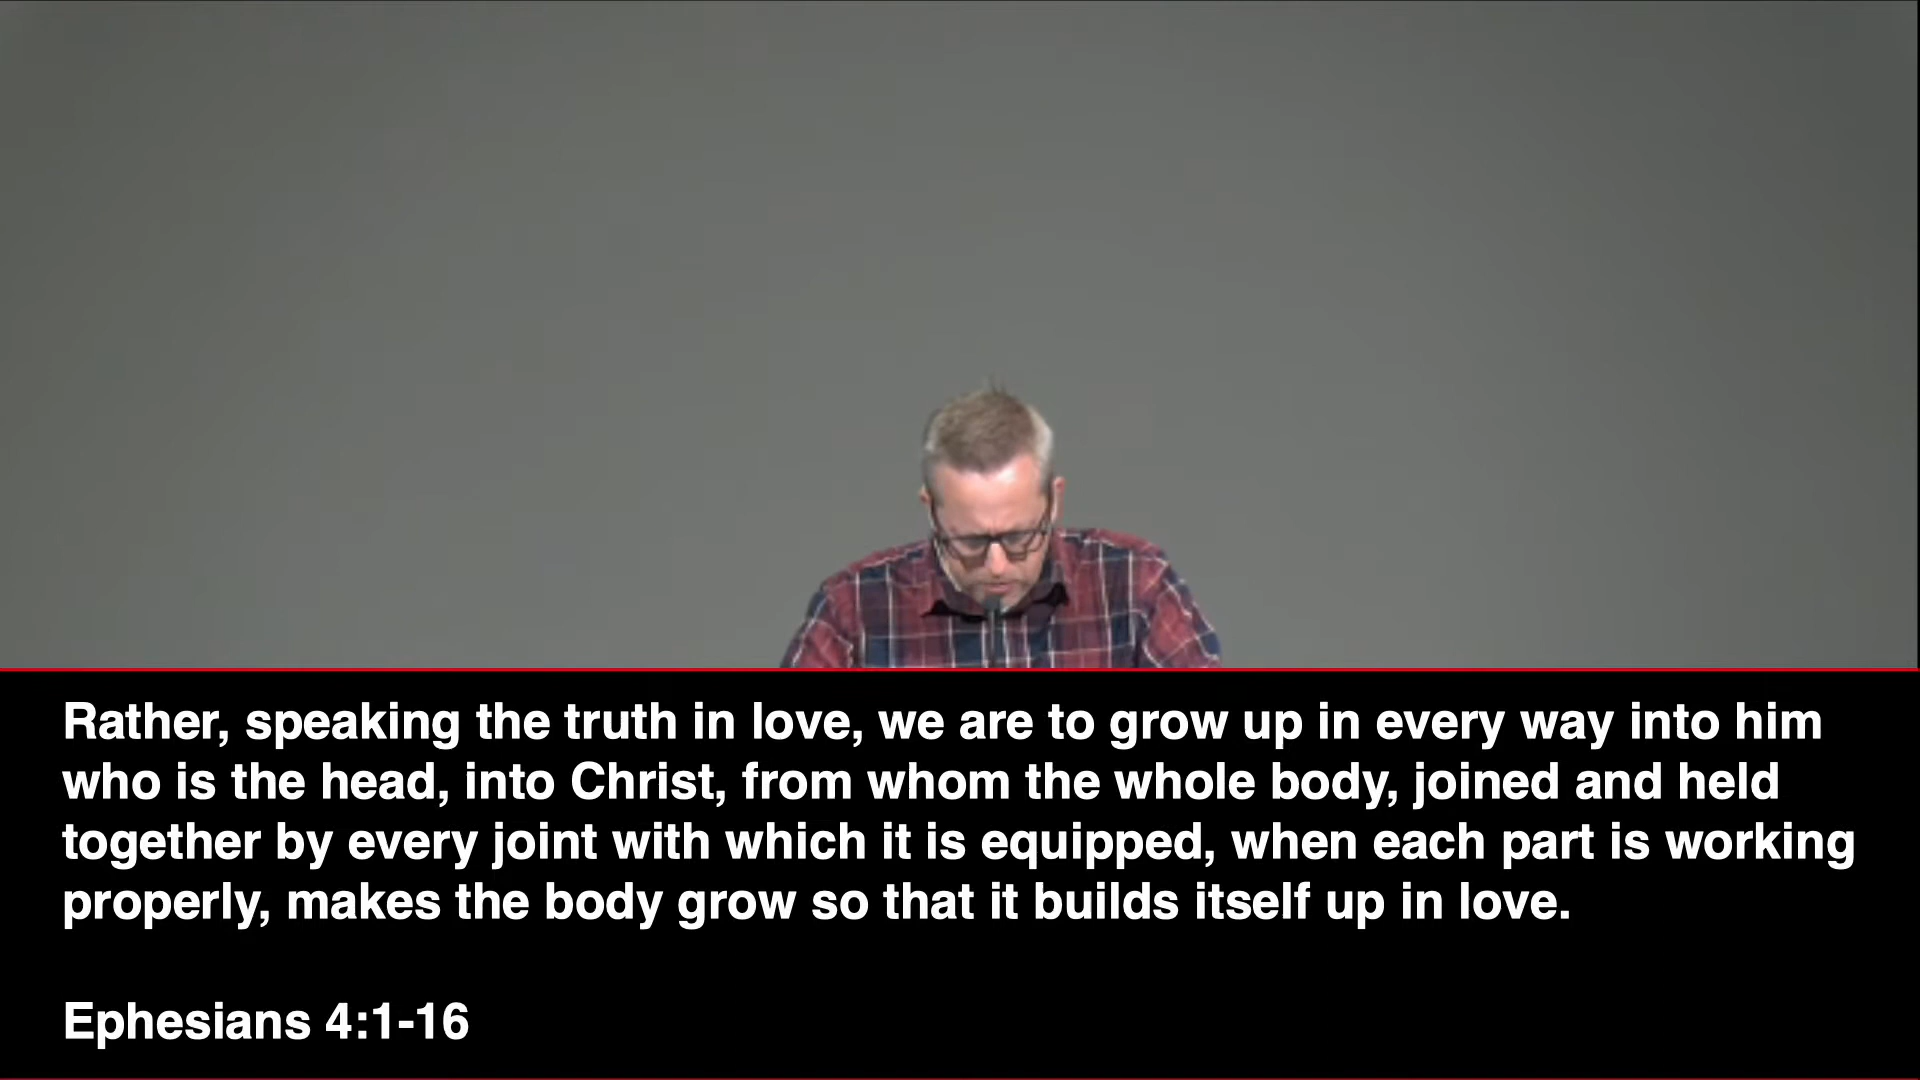 Rather, speaking the truth in love, we are to grow up in every way into him
who is the head, into Christ, from whom the whole body, joined and held
together by every joint with which it is equipped, when each part is working
properly, makes the body grow so that it builds itself up in love.
Ephesians 4:1-16